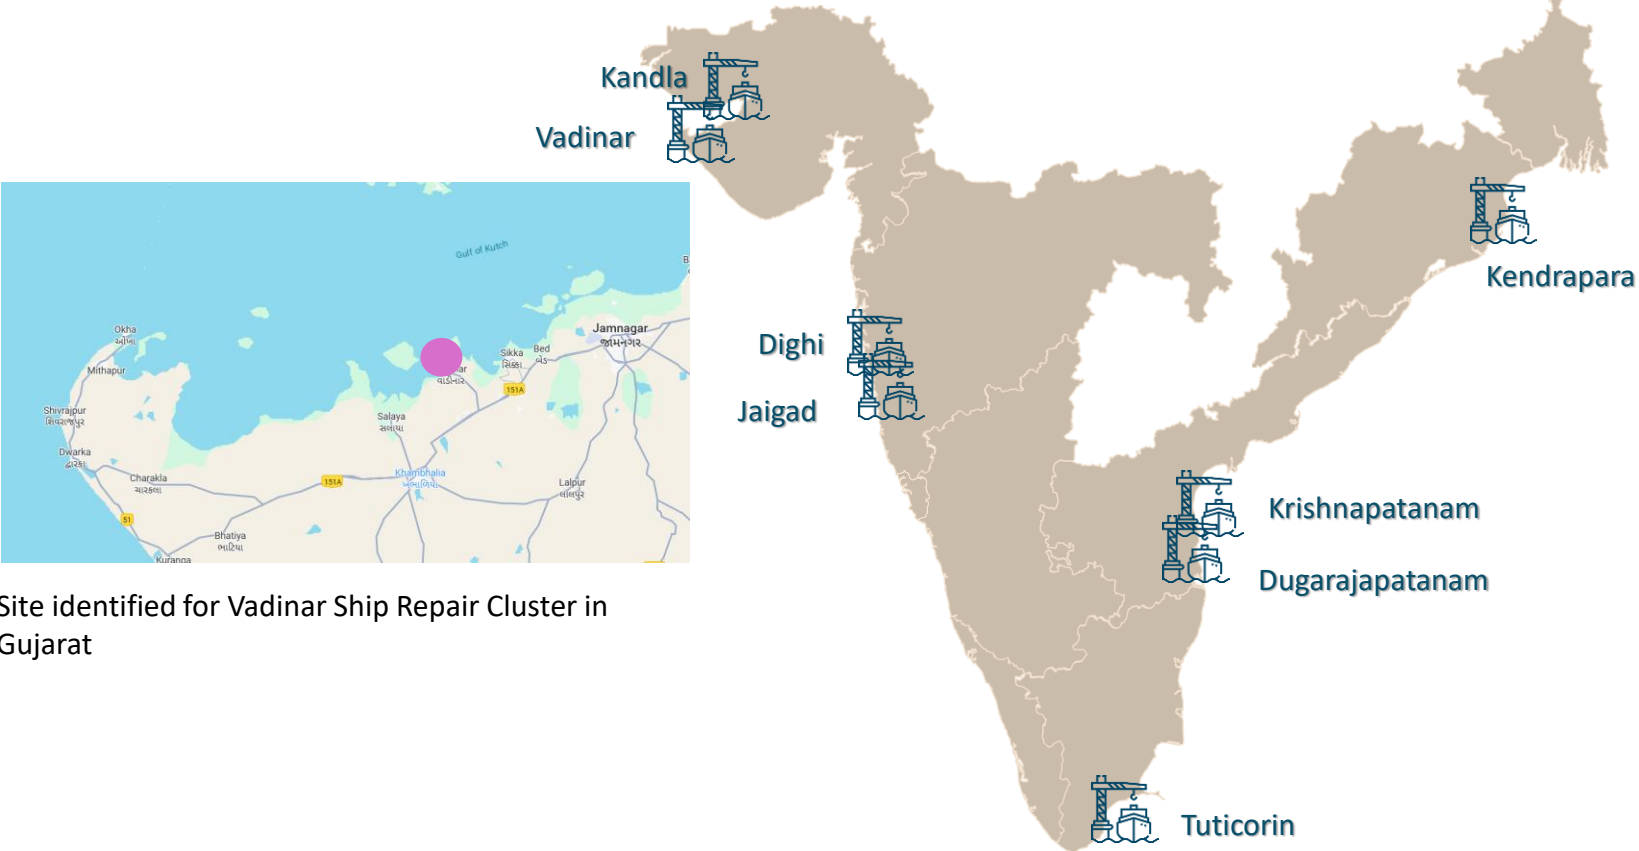 Kandla
Vadinar
Kendrapara
Dighi
Jaigad
Krishnapatanam
Dugarajapatanam
Tuticorin
Gulf of Kutch
Okha
ઓખા
Mithapur
Shivrajpur
શિવરાજપુર
Dwarka
દ્વારકા
Charakla
ચારકલા
51
Bhatiya
ભાટિયા
Kuranga
151A
Salaya
સલાયા
Khambhalia
ખંભાળિયા
વાડીનાર
Sikka
સિક્કા
Bed
બેડ
151A
Jamnagar
જામનગર
Lalpur
લાલપુર
Site identified for Vadinar Ship Repair Cluster in
Gujarat